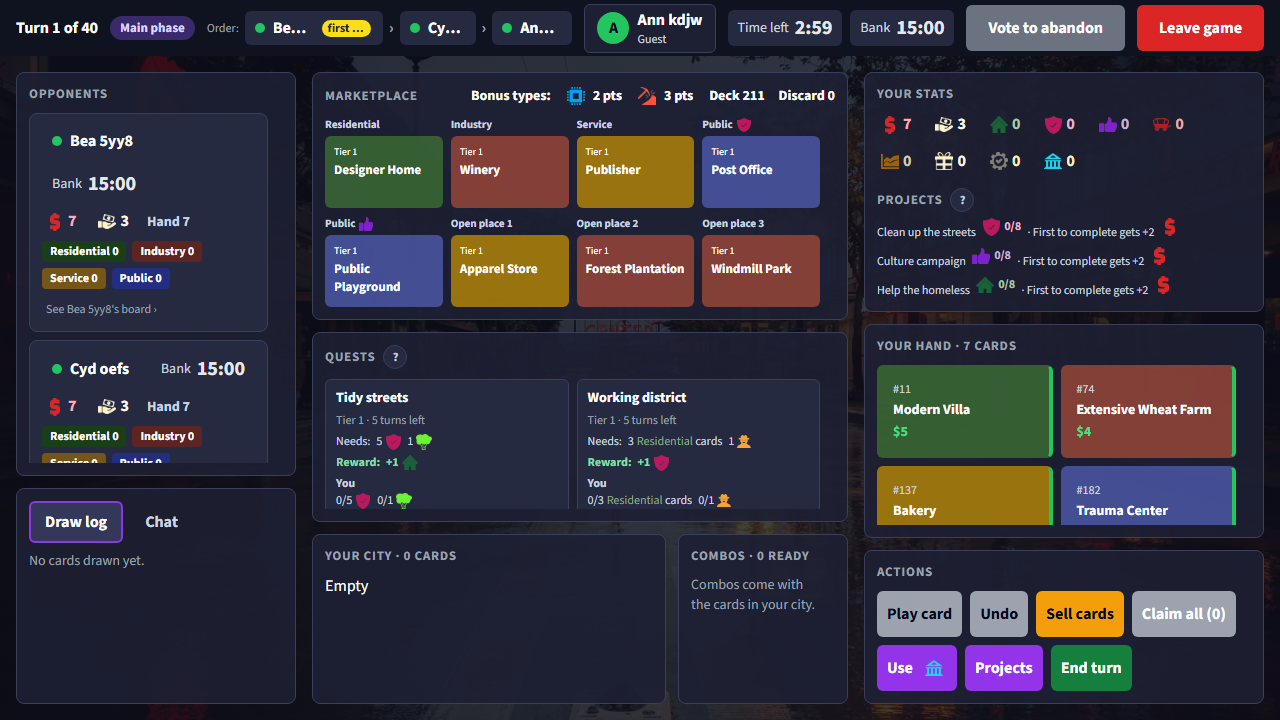 Turn 1 of 40 Main phase Order: Be... first ... › Cy... › An... A Ann kdjw Time left 2:59 Bank 15:00 Vote to abandon Leave game
Guest
OPPONENTS
Bea 5yy8
Bank 15:00
7 3 Hand 7
Residential 0 Industry 0
Service 0 Public 0
See Bea 5yy8's board ›
Cyd oefs Bank 15:00
7 3 Hand 7
Residential 0 Industry 0
Service 0 Public 0
Draw log Chat
No cards drawn yet.
MARKETPLACE Bonus types: 2 pts 3 pts Deck 211 Discard 0
Residential Industry Service Public
Tier 1 Tier 1 Tier 1 Tier 1
Designer Home Winery Publisher Post Office
Public Open place 1 Open place 2 Open place 3
Tier 1 Tier 1 Tier 1 Tier 1
Public Apparel Store Forest Plantation Windmill Park
Playground
QUESTS ?
Tidy streets
Tier 1 · 5 turns left
Needs: 5 1
Reward: +1
You
0/5 0/1
Working district
Tier 1 · 5 turns left
Needs: 3 Residential cards 1
Reward: +1
You
0/3 Residential cards 0/1
YOUR CITY · 0 CARDS
Empty
COMBOS · 0 READY
Combos come with
the cards in your city.
YOUR STATS
7 3 0 0 0 0
0 0 0 0
PROJECTS ?
Clean up the streets 0/8 · First to complete gets +2
Culture campaign 0/8 · First to complete gets +2
Help the homeless 0/8 · First to complete gets +2
YOUR HAND · 7 CARDS
#11
Modern Villa
$5
#74
Extensive Wheat Farm
$4
#137
Bakery
#182
Trauma Center
ACTIONS
Play card Undo Sell cards Claim all (0)
Use Projects End turn